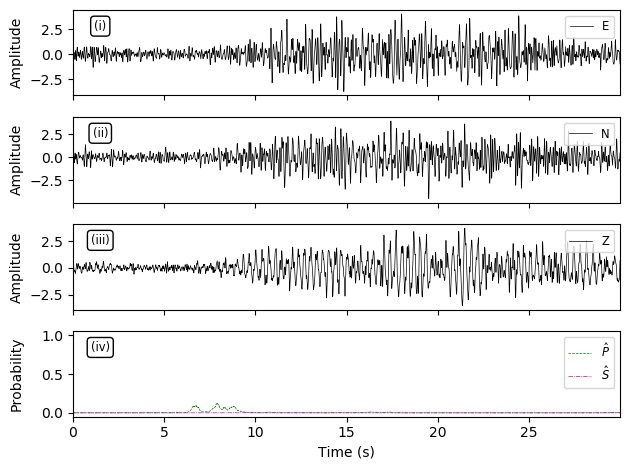 (i)
E
Amplitude
2.5
0.0
−2.5
(ii)
N
Amplitude
2.5
0.0
−2.5
(iii)
Z
Amplitude
2.5
0.0
−2.5
(iv)
P̂
Ŝ
Probability
1.0
0.5
0.0
0 5 10 15 20 25
Time (s)